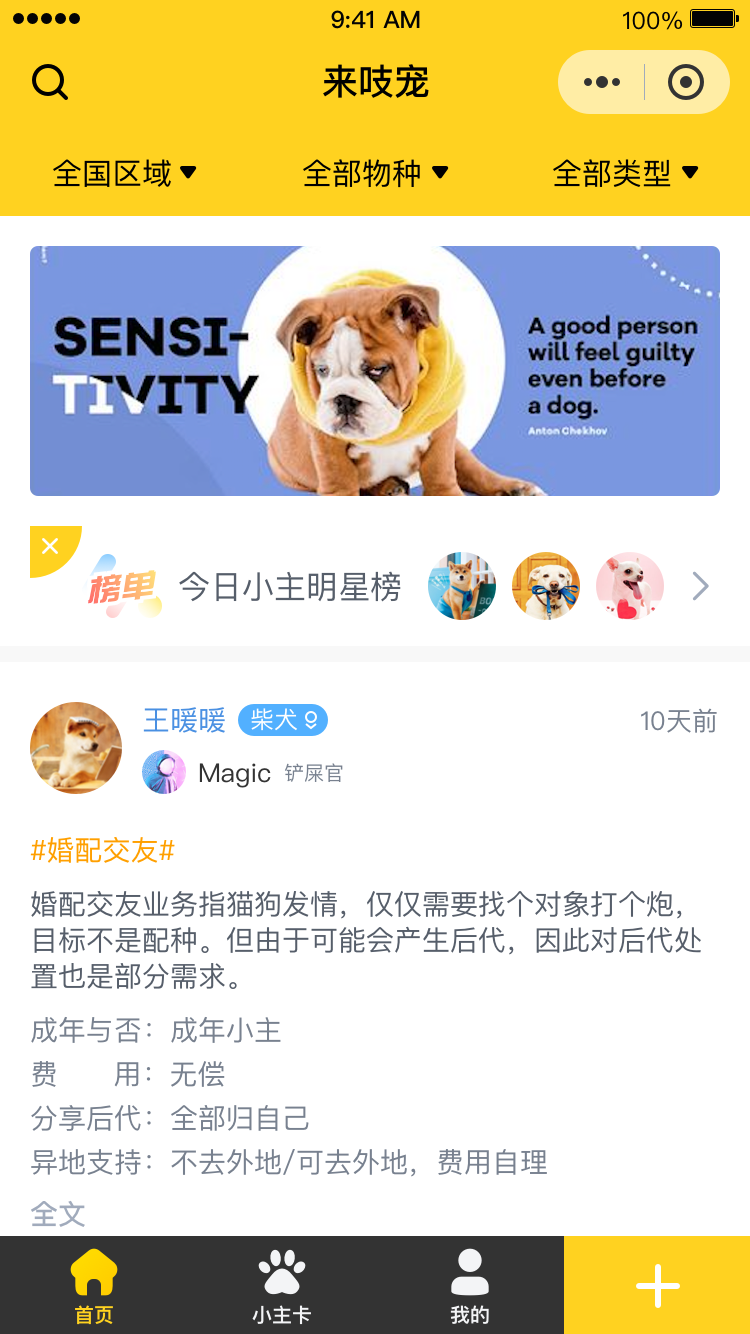 9:41 AM
100%
来吱宠
全国区域
全部物种
全部类型
SENSI-
TIVITY
A good person
will feel guilty
even before
a dog.
Anton Chekhov
榜单
今日小主明星榜
王暖暖
柴犬
10天前
Magic
铲屎官
#婚配交友#
婚配交友业务指猫狗发情，仅仅需要找个对象打个炮，
目标不是配种。但由于可能会产生后代，因此对后代处
置也是部分需求。
成年与否：成年小主
费　　用：无偿
分享后代：全部归自己
异地支持：不去外地/可去外地，费用自理
全文
首页
小主卡
我的